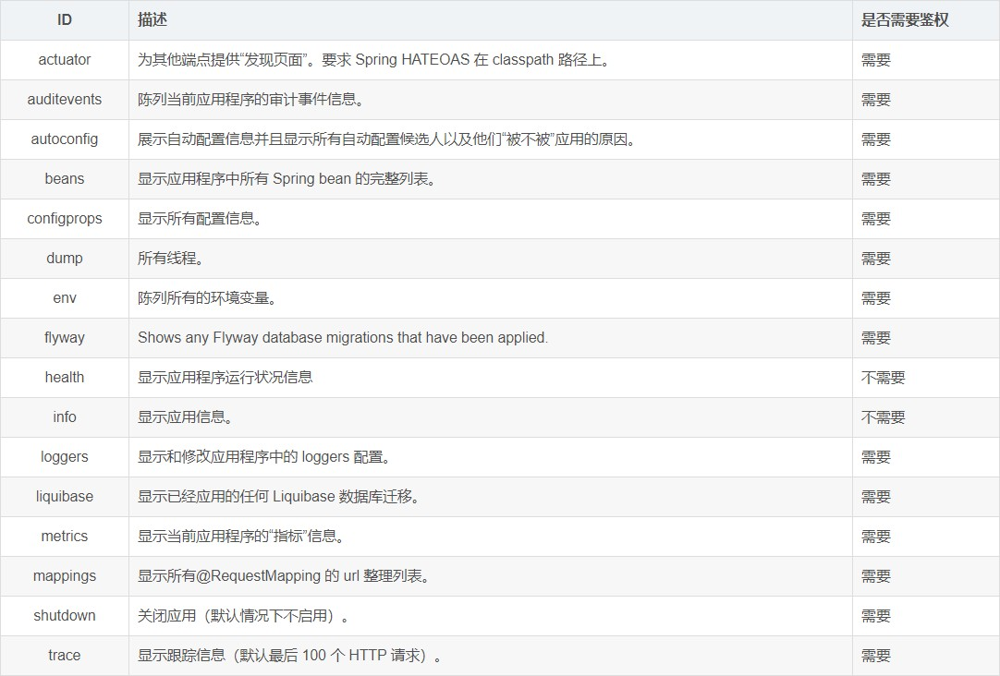 ID 描述 是否需要鉴权
actuator 为其他端点提供“发现页面”。要求 Spring HATEOAS 在 classpath 路径上。 需要
auditevents 陈列当前应用程序的审计事件信息。 需要
autoconfig 展示自动配置信息并且显示所有自动配置候选人以及他们“被不被”应用的原因。 需要
beans 显示应用程序中所有 Spring bean 的完整列表。 需要
configprops 显示所有配置信息。 需要
dump 所有线程。 需要
env 陈列所有的环境变量。 需要
flyway Shows any Flyway database migrations that have been applied. 需要
health 显示应用程序运行状况信息 不需要
info 显示应用信息。 不需要
loggers 显示和修改应用程序中的 loggers 配置。 需要
liquibase 显示已经应用的任何 Liquibase 数据库迁移。 需要
metrics 显示当前应用程序的“指标”信息。 需要
mappings 显示所有@RequestMapping 的 url 整理列表。 需要
shutdown 关闭应用（默认情况下不启用）。 需要
trace 显示跟踪信息（默认最后 100 个 HTTP 请求）。 需要